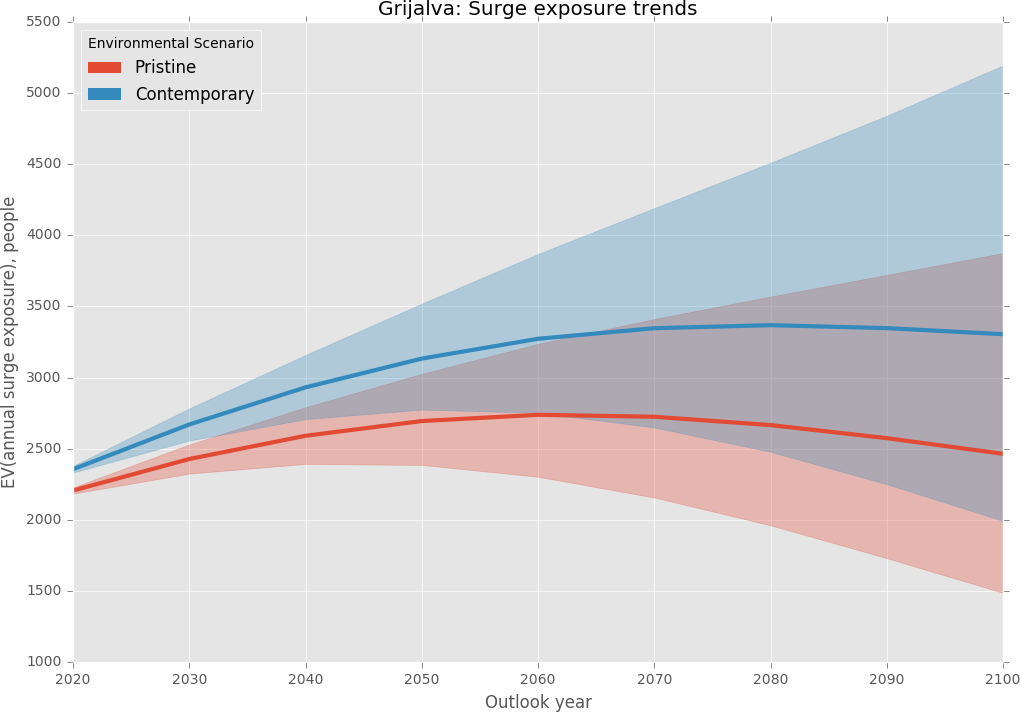 Grijalva: Surge exposure trends
Environmental Scenario
Pristine
Contemporary
EV(annual surge exposure), people
5500
5000
4500
4000
3500
3000
2500
2000
1500
1000
2020 2030 2040 2050 2060 2070 2080 2090 2100
Outlook year